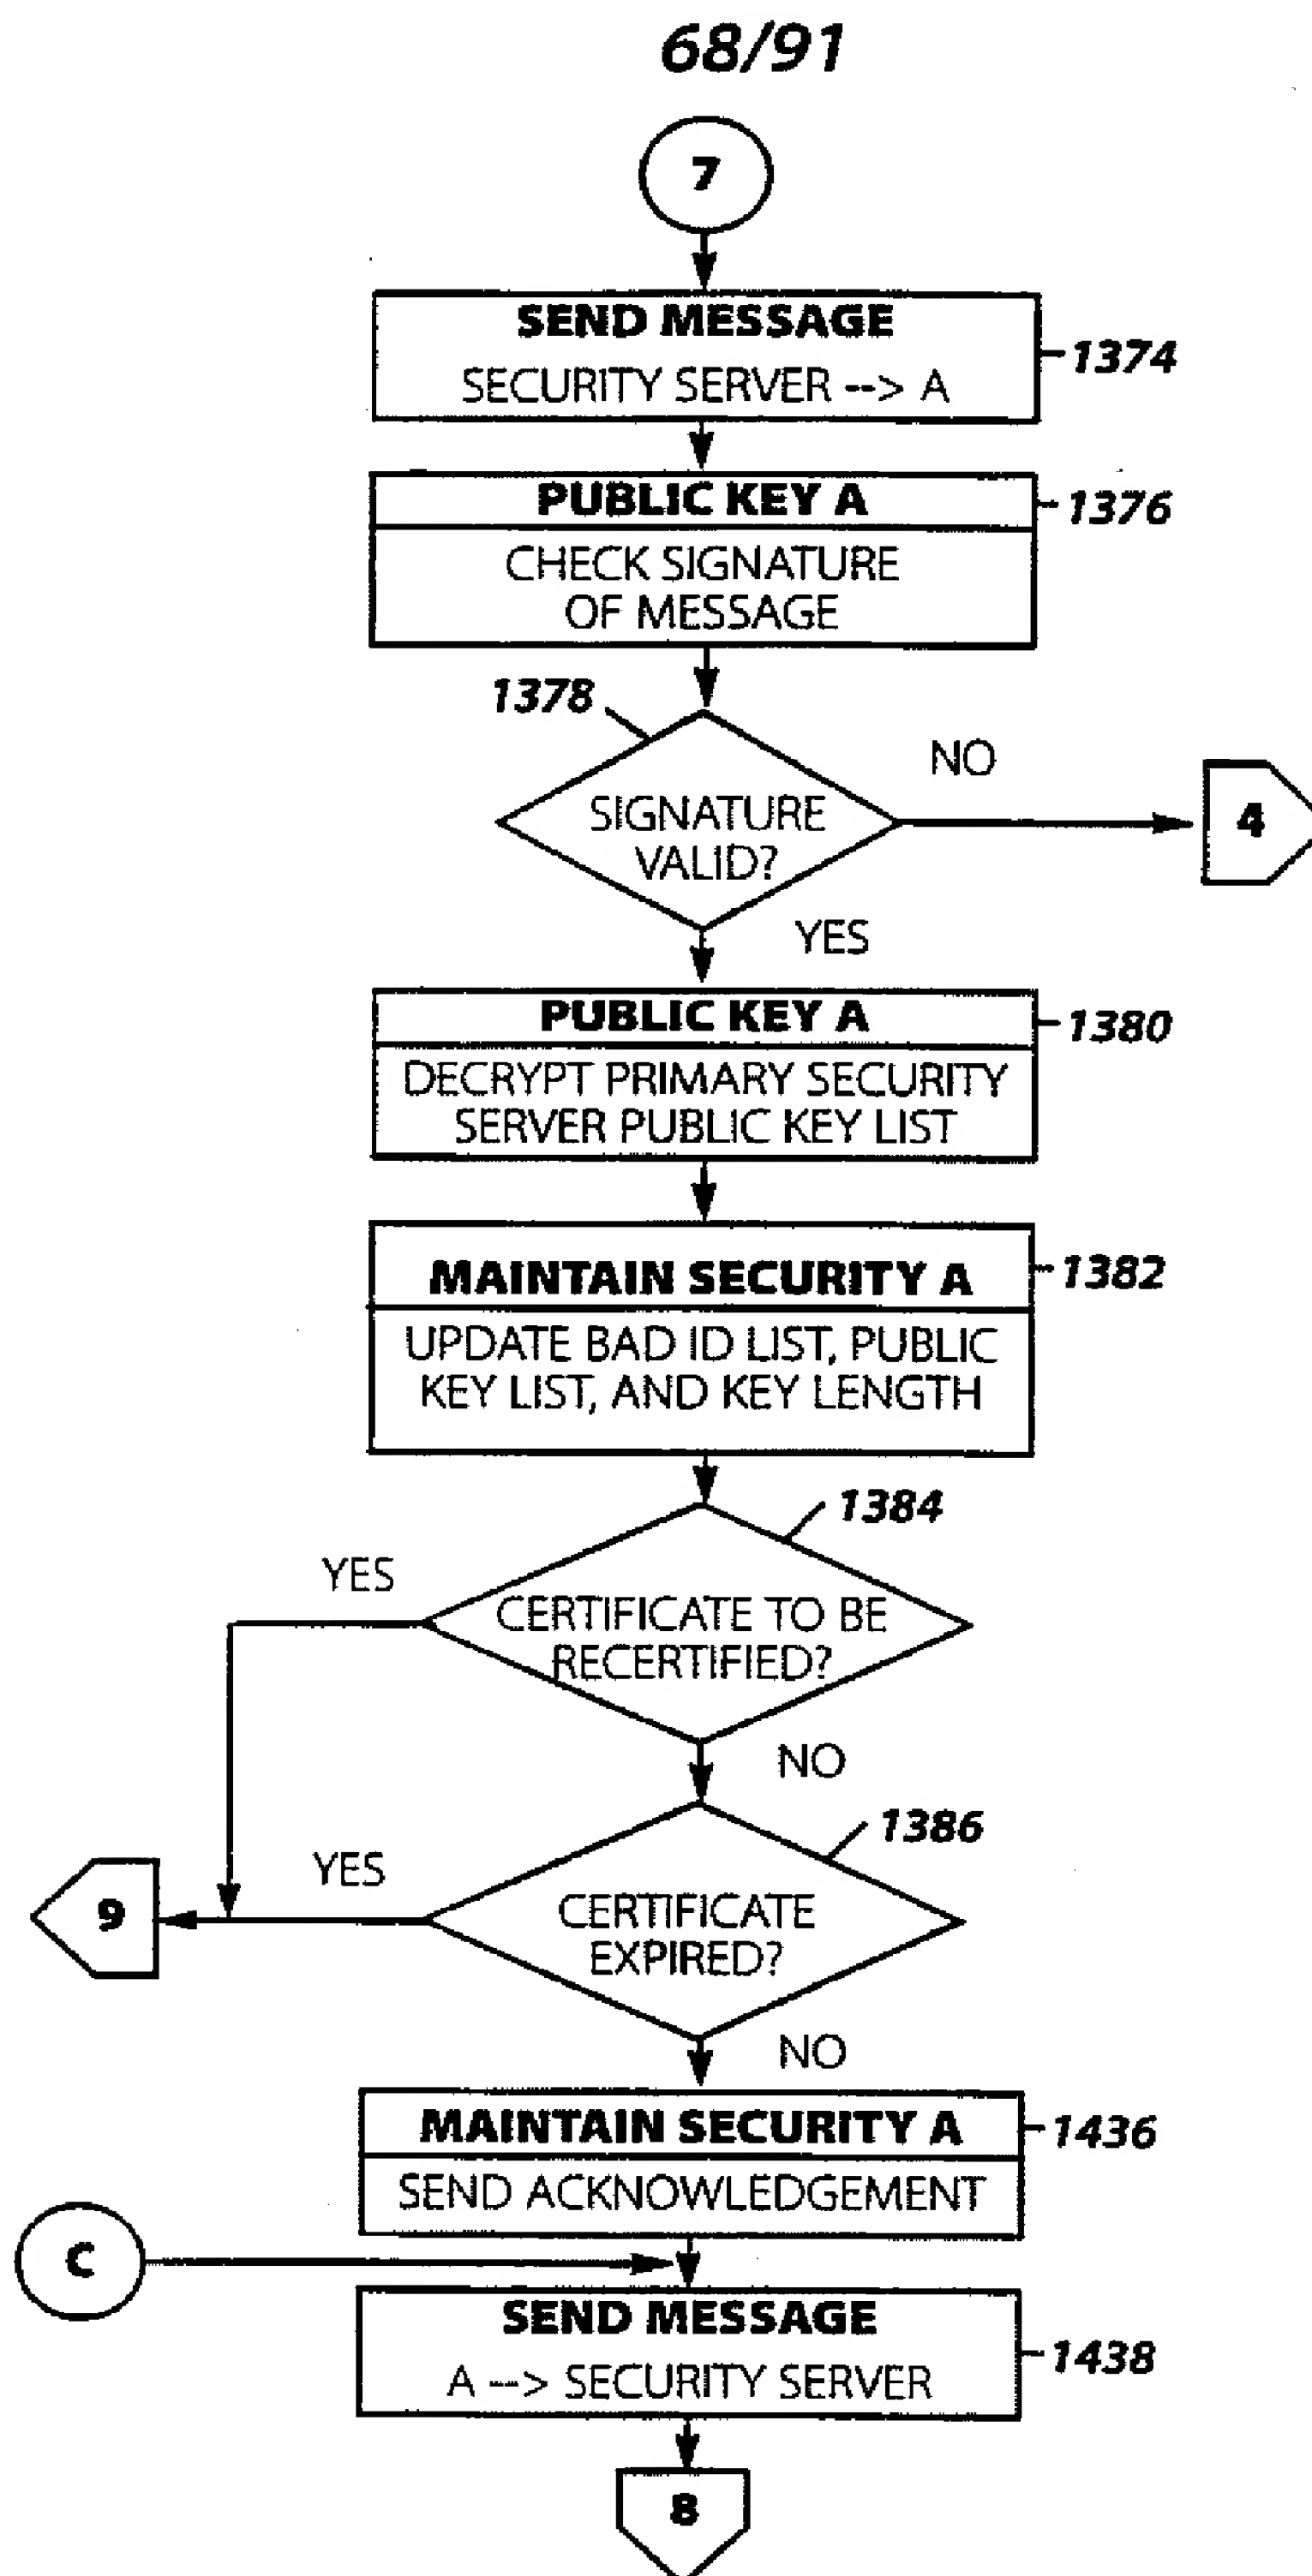 68/91
7
SEND MESSAGE
SECURITY SERVER --> A
1374
PUBLIC KEY A
1376
CHECK SIGNATURE
OF MESSAGE
1378
NO
SIGNATURE
VALID?
4
YES
PUBLIC KEY A
1380
DECRYPT PRIMARY SECURITY
SERVER PUBLIC KEY LIST
MAINTAIN SECURITY A
1382
UPDATE BAD ID LIST, PUBLIC
KEY LIST, AND KEY LENGTH
1384
YES
CERTIFICATE TO BE
RECERTIFIED?
NO
1386
YES
9
CERTIFICATE
EXPIRED?
NO
MAINTAIN SECURITY A
1436
SEND ACKNOWLEDGEMENT
C
SEND MESSAGE
1438
A --> SECURITY SERVER
8